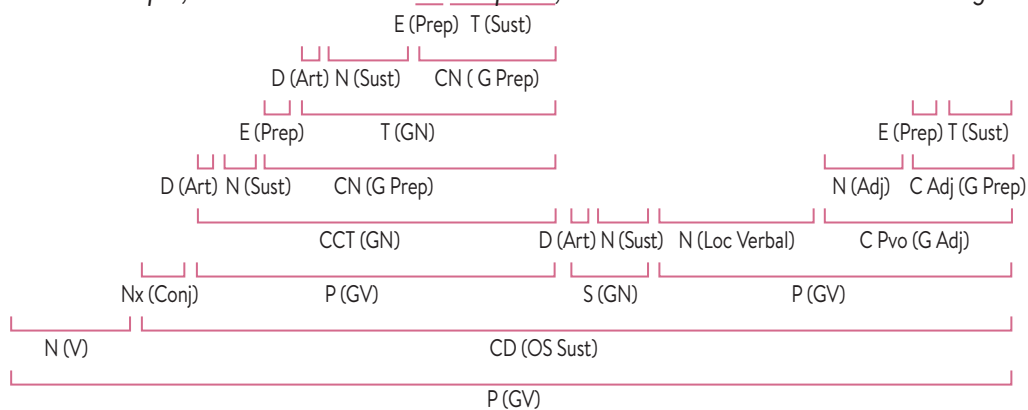 E (Prep) T (Sust)
D (Art) N (Sust) CN ( G Prep)
E (Prep) T (GN) E (Prep) T (Sust)
D (Art) N (Sust) CN (G Prep) N (Adj) C Adj (G Prep)
CCT (GN) D (Art) N (Sust) N (Loc Verbal) C Pvo (G Adj)
Nx (Conj) P (GV) S (GN) P (GV)
N (V) CD (OS Sust)
P (GV)